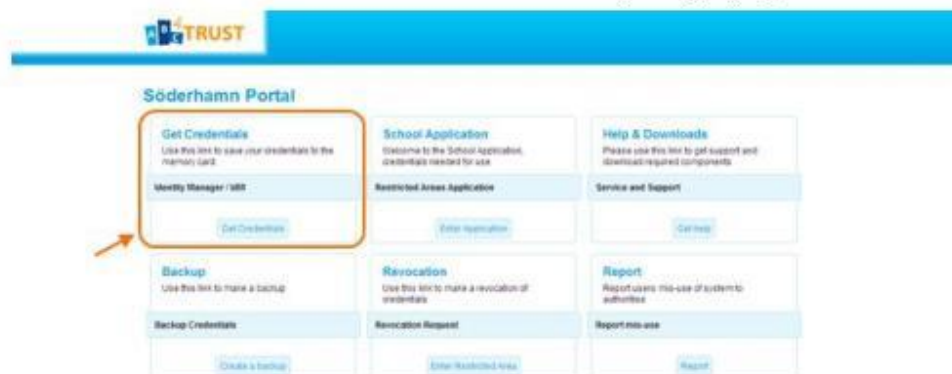 ABC TRUST
Söderhamn Portal
Get Credentials
Use this link to save your credentials to the
memory card
Identity Manager / IdM
Get Credentials
School Application
Welcome to the School Application,
credentials needed for use
Restricted Areas Application
Enter Application
Help & Downloads
Please use this link to get support and
download required components
Service and Support
Get help
Backup
Use this link to make a backup
Backup Credentials
Create a backup
Revocation
Use this link to make a revocation of
credentials
Revocation Request
Enter Restricted Area
Report
Report users mis-use of system to
authorities
Report mis-use
Report